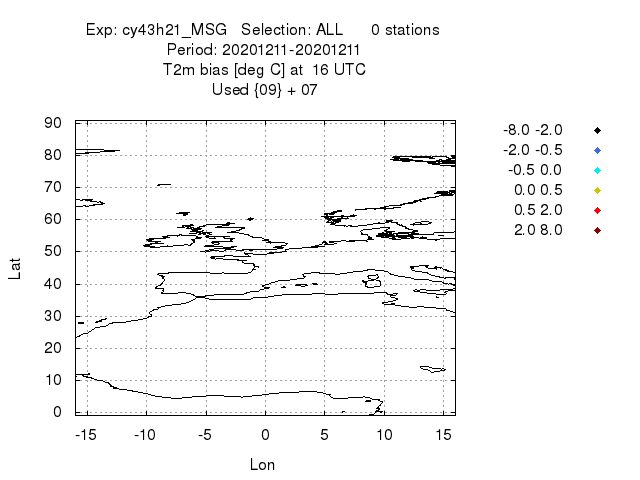 Exp: cy43h21_MSG   Selection: ALL      0 stations
Period: 20201211-20201211
T2m bias [deg C] at  16 UTC
Used {09} + 07
90
80
70
60
50
40
30
20
10
0
Lat
-15 -10 -5 0 5 10 15
Lon
-8.0 -2.0
-2.0 -0.5
-0.5 0.0
0.0 0.5
0.5 2.0
2.0 8.0